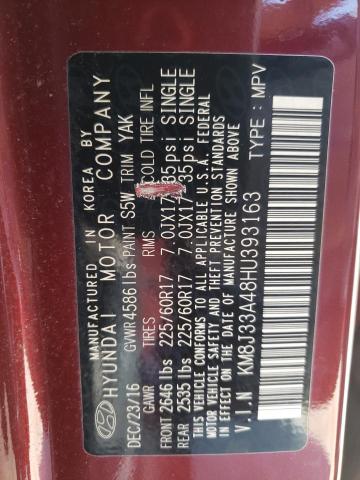 MANUFACTURED IN KOREA BY
HYUNDAI MOTOR COMPANY
DEC/23/16 GVWR 4586 lbs PAINT S5W TRIM YAK
GAWR TIRES RIMS COLD TIRE INFL
FRONT 2646 lbs 225/60R17 7.0JX17 35psi SINGLE
REAR 2535 lbs 225/60R17 7.0JX17 35psi SINGLE
THIS VEHICLE CONFORMS TO ALL APPLICABLE U.S.A. FEDERAL
MOTOR VEHICLE SAFETY AND BUMPER STANDARDS IN
EFFECT ON THE DATE OF MANUFACTURE SHOWN ABOVE
V.I.N KM8J33A48HU393163 TYPE : MPV